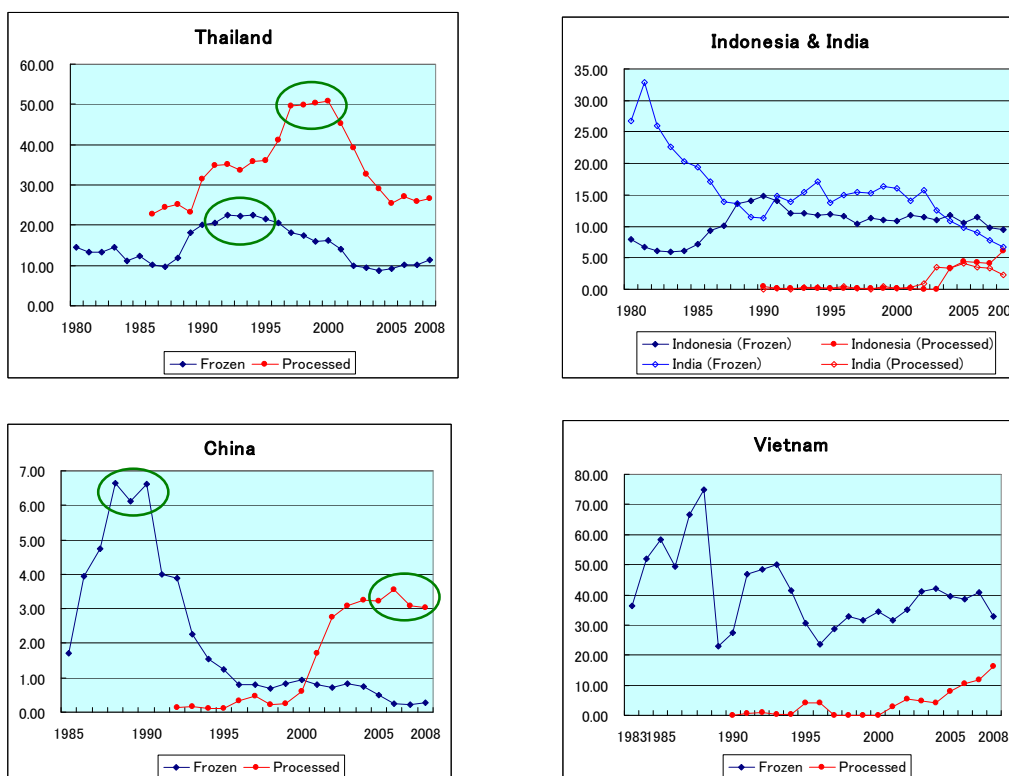 Thailand
60.00
50.00
40.00
30.00
20.00
10.00
0.00
1980 1985 1990 1995 2000 2005 2008
Frozen Processed
Indonesia & India
35.00
30.00
25.00
20.00
15.00
10.00
5.00
0.00
1980 1985 1990 1995 2000 2005
Indonesia (Frozen) Indonesia (Processed)
India (Frozen) India (Processed)
China
7.00
6.00
5.00
4.00
3.00
2.00
1.00
0.00
1985 1990 1995 2000 2005 2008
Frozen Processed
Vietnam
80.00
70.00
60.00
50.00
40.00
30.00
20.00
10.00
0.00
19831985 1990 1995 2000 2005 2008
Frozen Processed